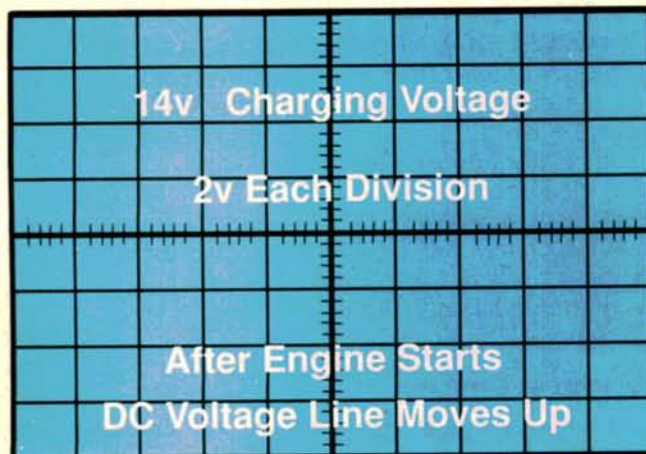 14v Charging Voltage
2v Each Division
After Engine Starts
DC Voltage Line Moves Up